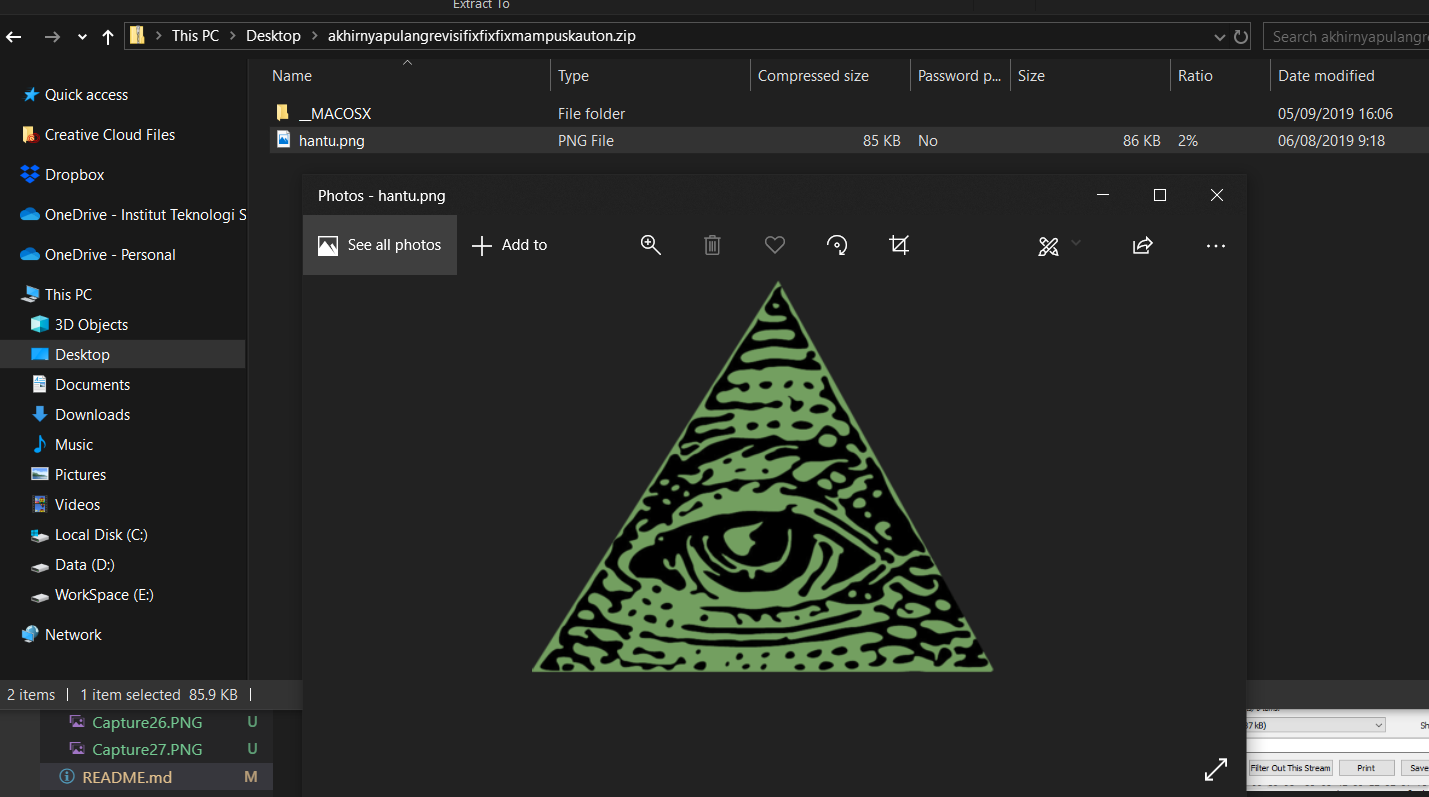 Extract To
This PC > Desktop > akhirnyapulangrevisifixfixfixmampuskauton.zip
Search akhirnyapulangre
Name Type Compressed size Password p... Size Ratio Date modified
__MACOSX File folder 05/09/2019 16:06
hantu.png PNG File 85 KB No 86 KB 2% 06/08/2019 9:18
Quick access
Creative Cloud Files
Dropbox
OneDrive - Institut Teknologi S
OneDrive - Personal
This PC
3D Objects
Desktop
Documents
Downloads
Music
Pictures
Videos
Local Disk (C:)
Data (D:)
WorkSpace (E:)
Network
Photos - hantu.png
See all photos Add to
2 items 1 item selected 85.9 KB
Capture26.PNG U
Capture27.PNG U
README.md M
kB)
Sh
Filter Out This Stream Print Save